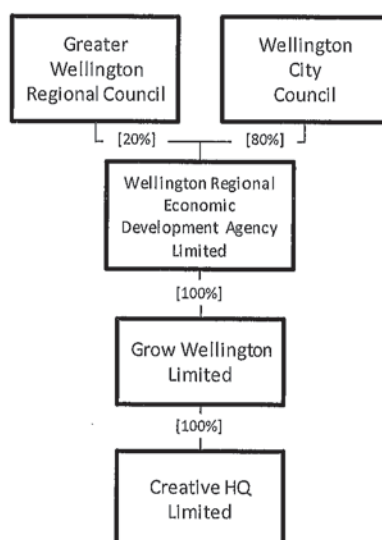 Greater
Wellington
Regional Council
Wellington
City
Council
[20%]
[80%]
Wellington Regional
Economic
Development Agency
Limited
[100%]
Grow Wellington
Limited
[100%]
Creative HQ
Limited